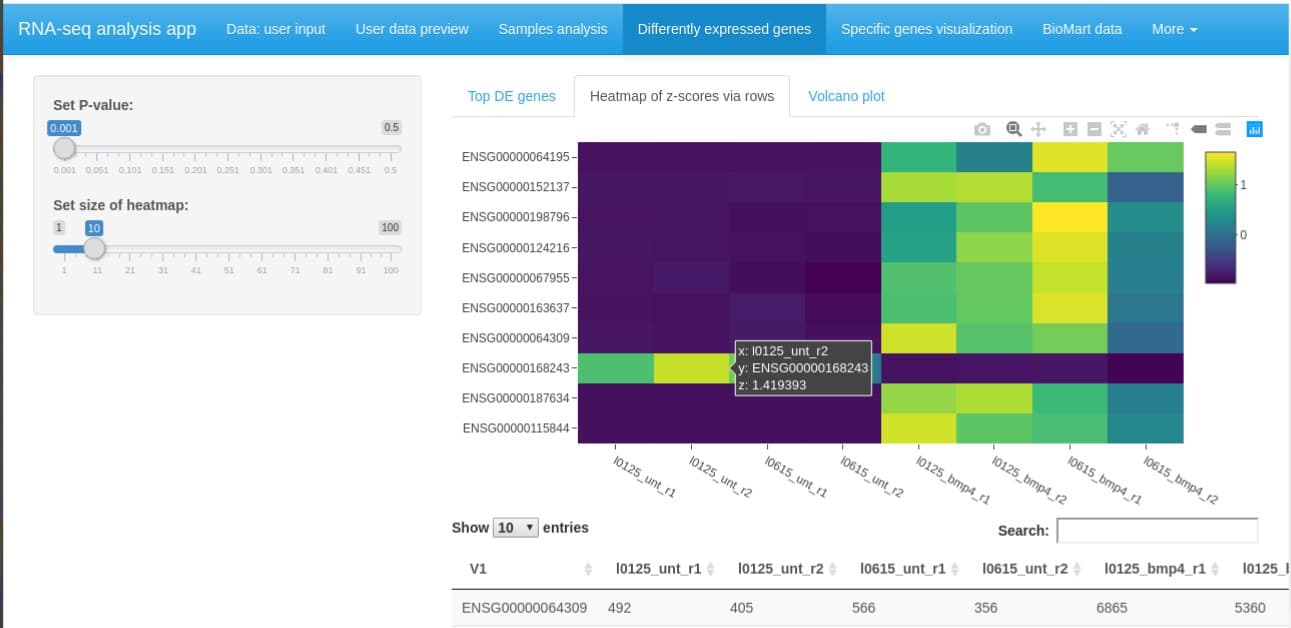 RNA-seq analysis app Data: user input User data preview Samples analysis Differently expressed genes Specific genes visualization BioMart data More
Set P-value:
0.001 0.5
0.001 0.051 0.101 0.151 0.201 0.251 0.301 0.351 0.401 0.451 0.5
Set size of heatmap:
1 10 100
1 11 21 31 41 51 61 71 81 91 100
Top DE genes Heatmap of z-scores via rows Volcano plot
ENSG00000064195
ENSG00000152137
ENSG00000198796
ENSG00000124216
ENSG00000067955
ENSG00000163637
ENSG00000064309
ENSG00000168243
ENSG00000187634
ENSG00000115844
x: l0125_unt_r2
y: ENSG00000168243
z: 1.419393
1
0
l0125_unt_r1 l0125_unt_r2 l0615_unt_r1 l0615_unt_r2 l0125_bmp4_r1 l0125_bmp4_r2 l0615_bmp4_r1 l0615_bmp4_r2
Show 10 entries Search:
V1 l0125_unt_r1 l0125_unt_r2 l0615_unt_r1 l0615_unt_r2 l0125_bmp4_r1 l0125_l
ENSG00000064309 492 405 566 356 6865 5360